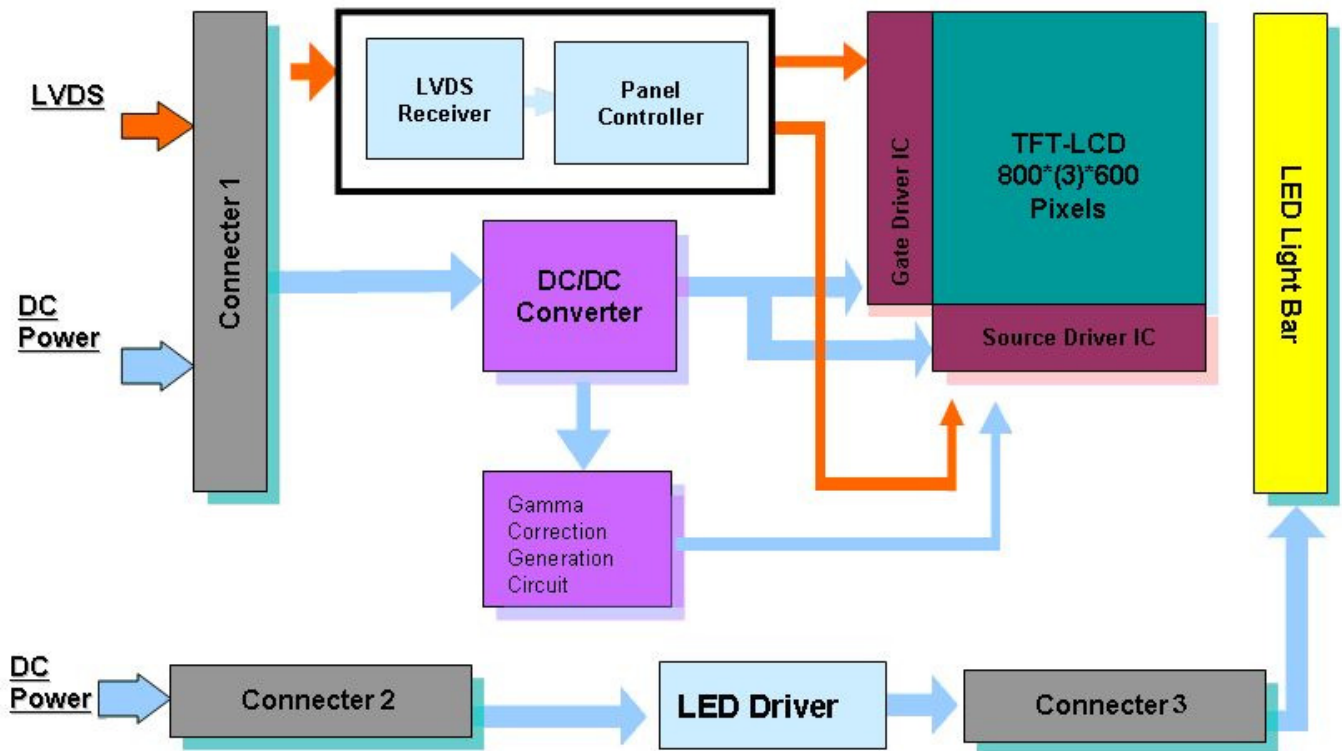 LVDS
DC
Power
Connecter 1
LVDS
Receiver
Panel
Controller
DC/DC
Converter
Gamma
Correction
Generation
Circuit
Gate Driver IC
TFT-LCD
800*(3)*600
Pixels
Source Driver IC
LED Light Bar
DC
Power
Connecter 2
LED Driver
Connecter 3